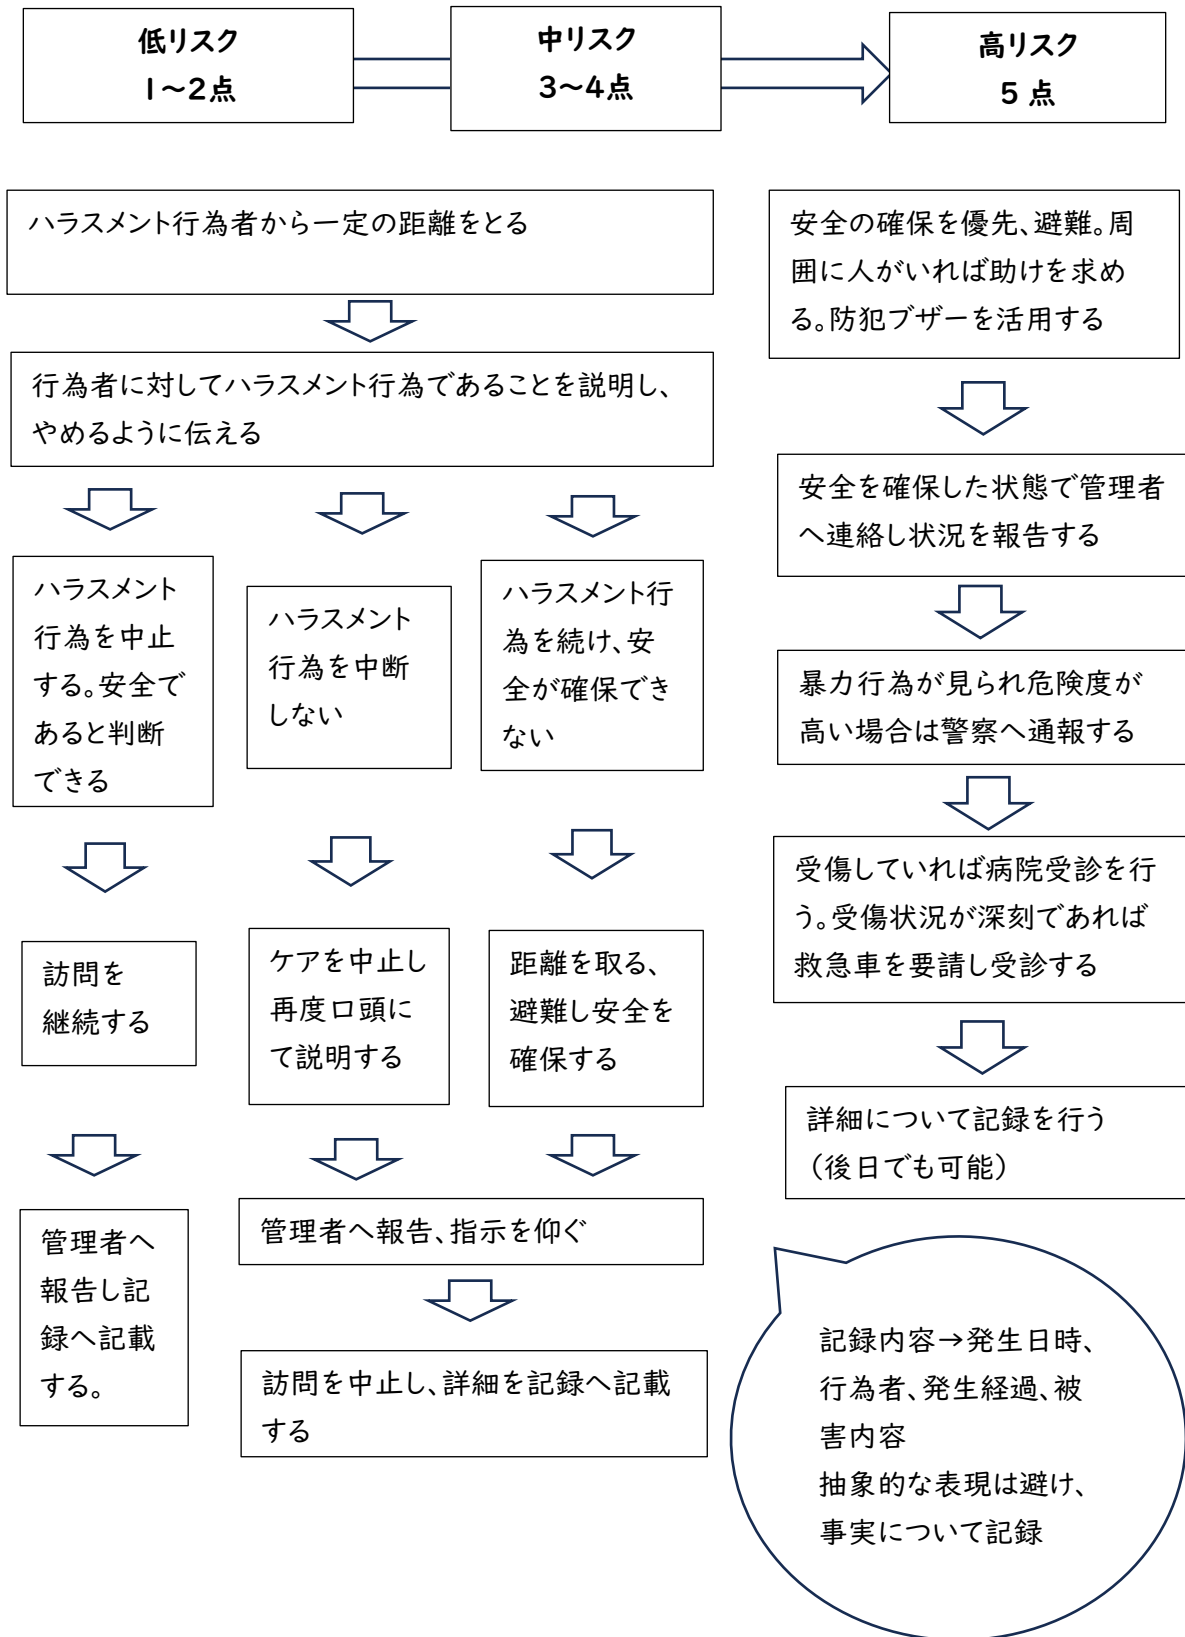 低リスク
1～2点
中リスク
3～4点
高リスク
5 点
ハラスメント行為者から一定の距離をとる
行為者に対してハラスメント行為であることを説明し、
やめるように伝える
ハラスメント
行為を中止
する。安全で
あると判断
できる
ハラスメント
行為を中断
しない
ハラスメント行
為を続け、安
全が確保でき
ない
訪問を
継続する
ケアを中止し
再度口頭に
て説明する
距離を取る、
避難し安全を
確保する
管理者へ
報告し記
録へ記載
する。
管理者へ報告、指示を仰ぐ
訪問を中止し、詳細を記録へ記載
する
安全の確保を優先、避難。周
囲に人がいれば助けを求め
る。防犯ブザーを活用する
安全を確保した状態で管理者
へ連絡し状況を報告する
暴力行為が見られ危険度が
高い場合は警察へ通報する
受傷していれば病院受診を行
う。受傷状況が深刻であれば
救急車を要請し受診する
詳細について記録を行う
（後日でも可能）
記録内容→発生日時、
行為者、発生経過、被
害内容
抽象的な表現は避け、
事実について記録